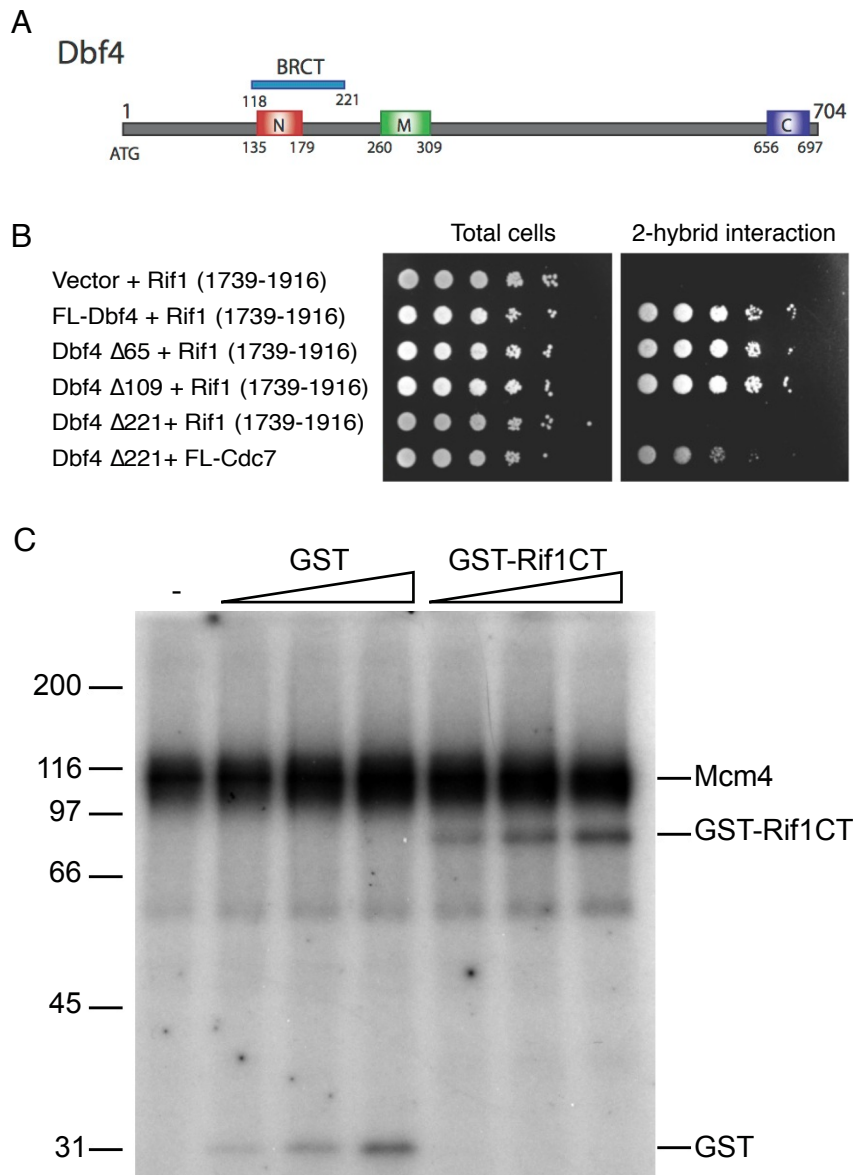 A
Dbf4
BRCT
118 221
1 704
N M C
ATG 135 179 260 309 656 697
B
Total cells 2-hybrid interaction
Vector + Rif1 (1739-1916)
FL-Dbf4 + Rif1 (1739-1916)
Dbf4 Δ65 + Rif1 (1739-1916)
Dbf4 Δ109 + Rif1 (1739-1916)
Dbf4 Δ221+ Rif1 (1739-1916)
Dbf4 Δ221+ FL-Cdc7
C
- GST GST-Rif1CT
200
116 Mcm4
97
GST-Rif1CT
66
45
31 GST